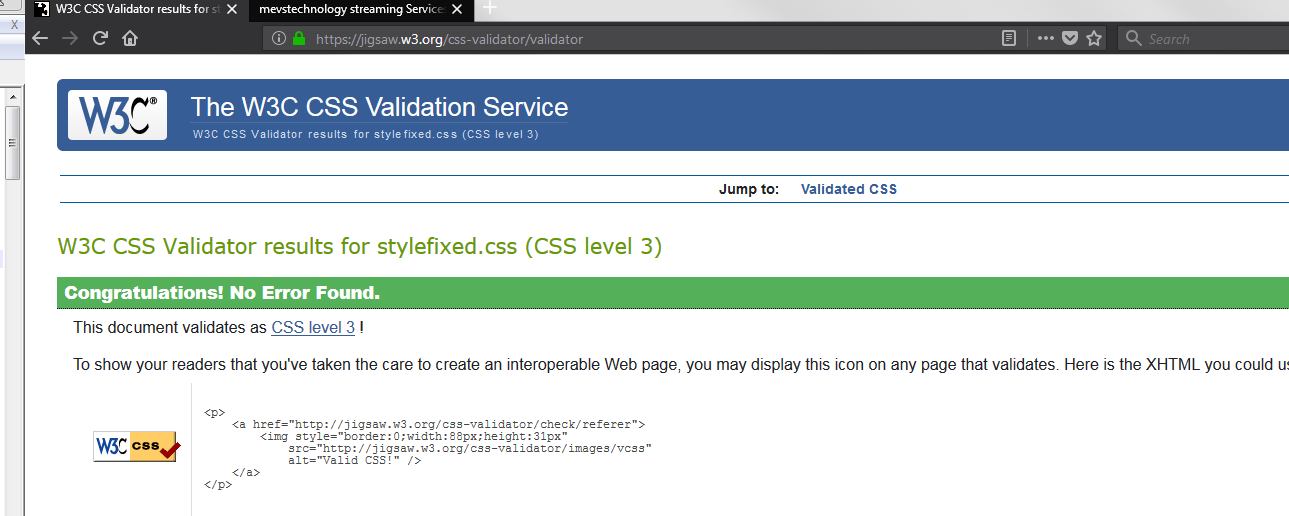 W3C CSS Validator results for st
mevstechnology streaming Service
https://jigsaw.w3.org/css-validator/validator
Search
W3C®
The W3C CSS Validation Service
W3C CSS Validator results for stylefixed.css (CSS level 3)
Jump to: Validated CSS
W3C CSS Validator results for stylefixed.css (CSS level 3)
Congratulations! No Error Found.
This document validates as CSS level 3 !
To show your readers that you've taken the care to create an interoperable Web page, you may display this icon on any page that validates. Here is the XHTML you could us
W3C css
<p>
<a href="http://jigsaw.w3.org/css-validator/check/referer">
<img style="border:0;width:88px;height:31px"
src="http://jigsaw.w3.org/css-validator/images/vcss"
alt="Valid CSS!" />
</a>
</p>